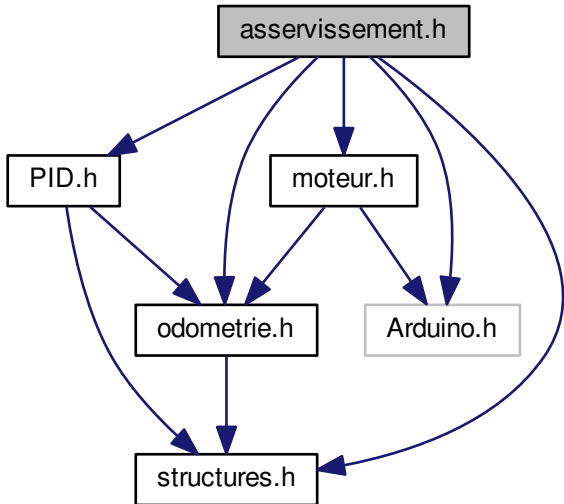 asservissement.h
PID.h
moteur.h
odometrie.h
Arduino.h
structures.h